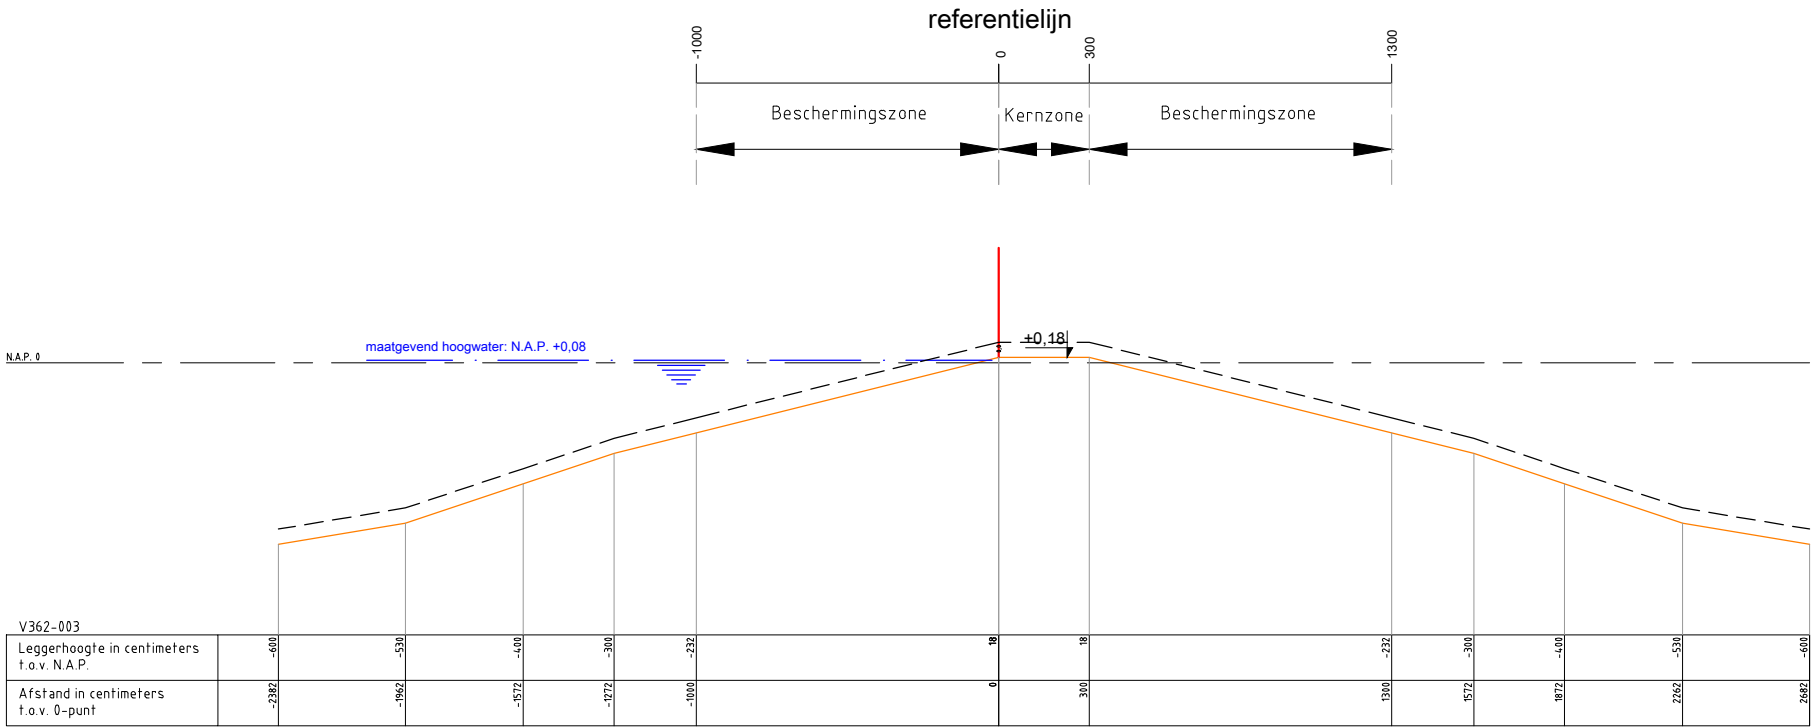 referentielijn
-1000
0
300
1300
Beschermingszone
Kernzone
Beschermingszone
maatgevend hoogwater: N.A.P. +0,08
+0,18
N.A.P. 0
V362-003
Leggerhoogte in centimeters
t.o.v. N.A.P.
-600
-530
-400
-300
-232
18
18
-232
-300
-400
-530
-600
Afstand in centimeters
t.o.v. 0-punt
-2382
-1962
-1572
-1272
-1000
0
300
1300
1572
1872
2262
2682